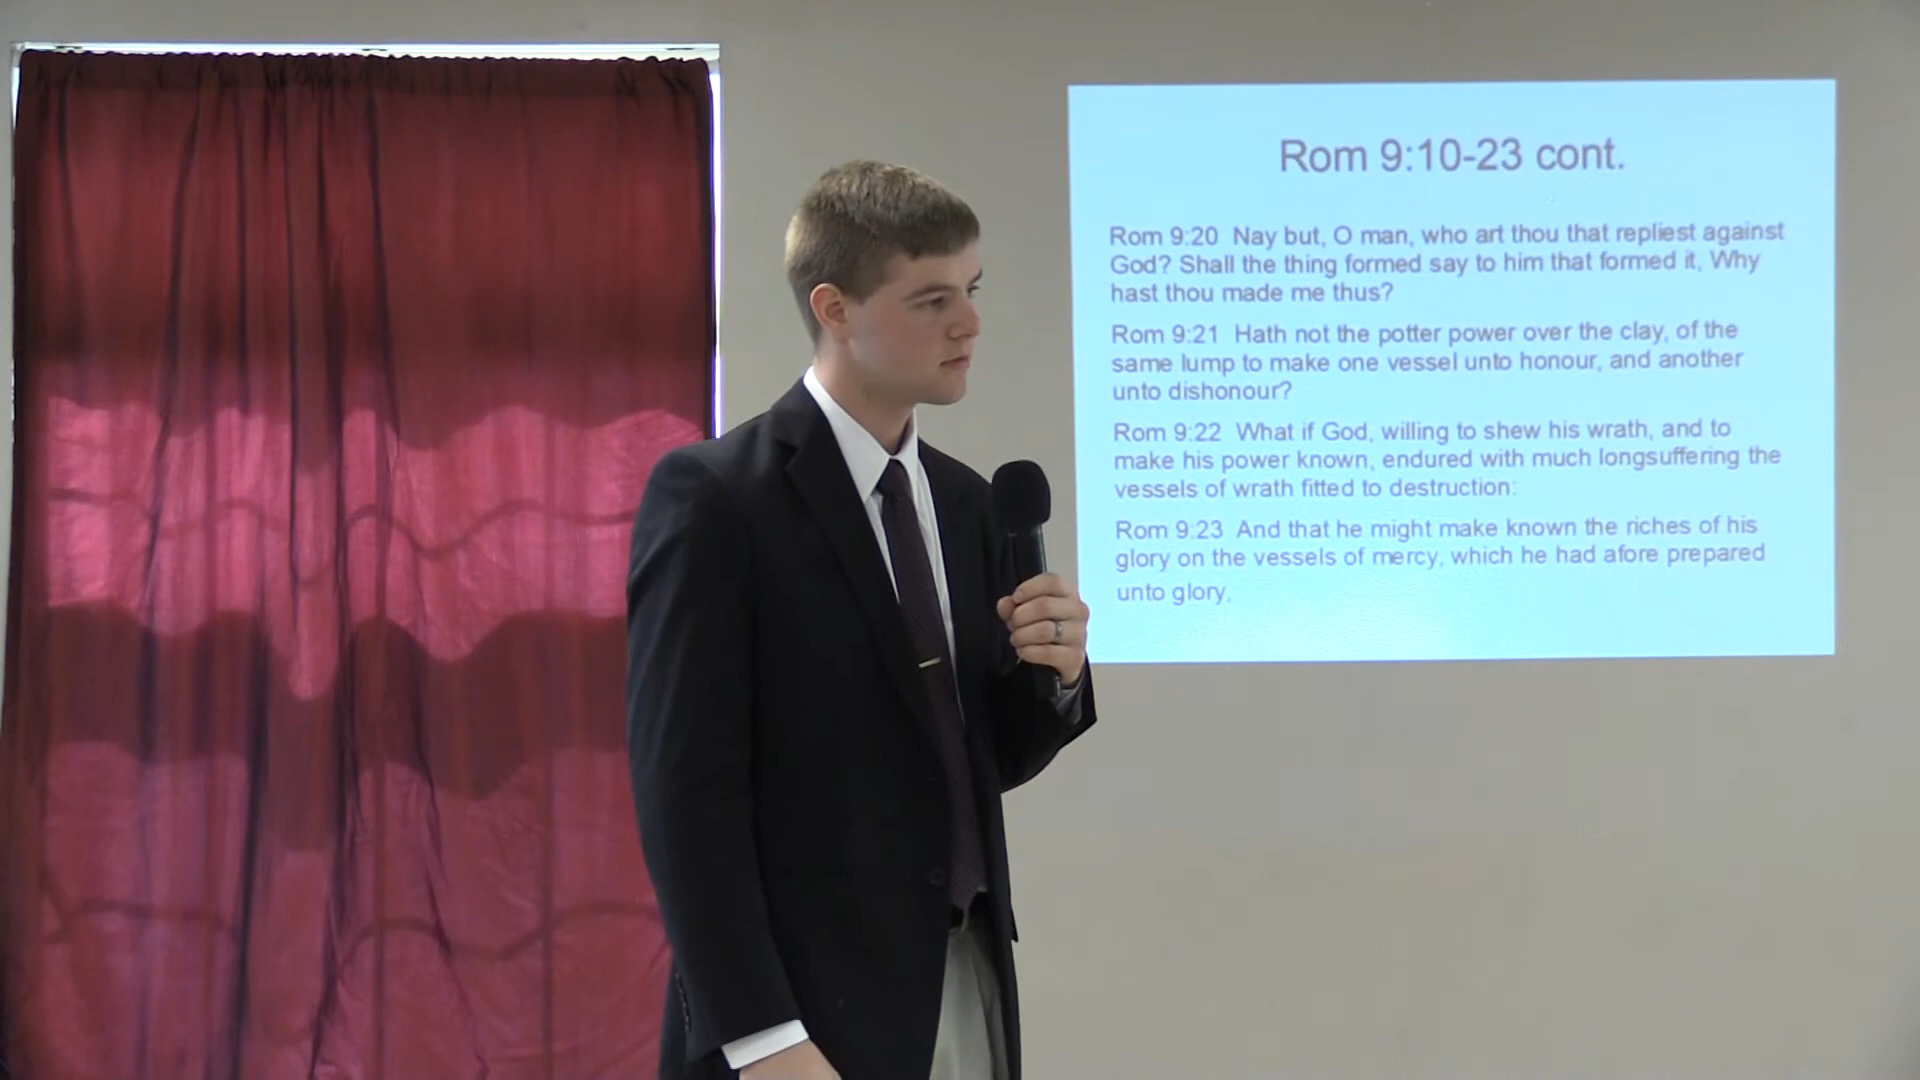 Rom 9:10-23 cont.
Rom 9:20 Nay but, O man, who art thou that repliest against
God? Shall the thing formed say to him that formed it, Why
hast thou made me thus?
Rom 9:21 Hath not the potter power over the clay, of the
same lump to make one vessel unto honour, and another
unto dishonour?
Rom 9:22 What if God, willing to shew his wrath, and to
make his power known, endured with much longsuffering the
vessels of wrath fitted to destruction:
Rom 9:23 And that he might make known the riches of his
glory on the vessels of mercy, which he had afore prepared
unto glory,